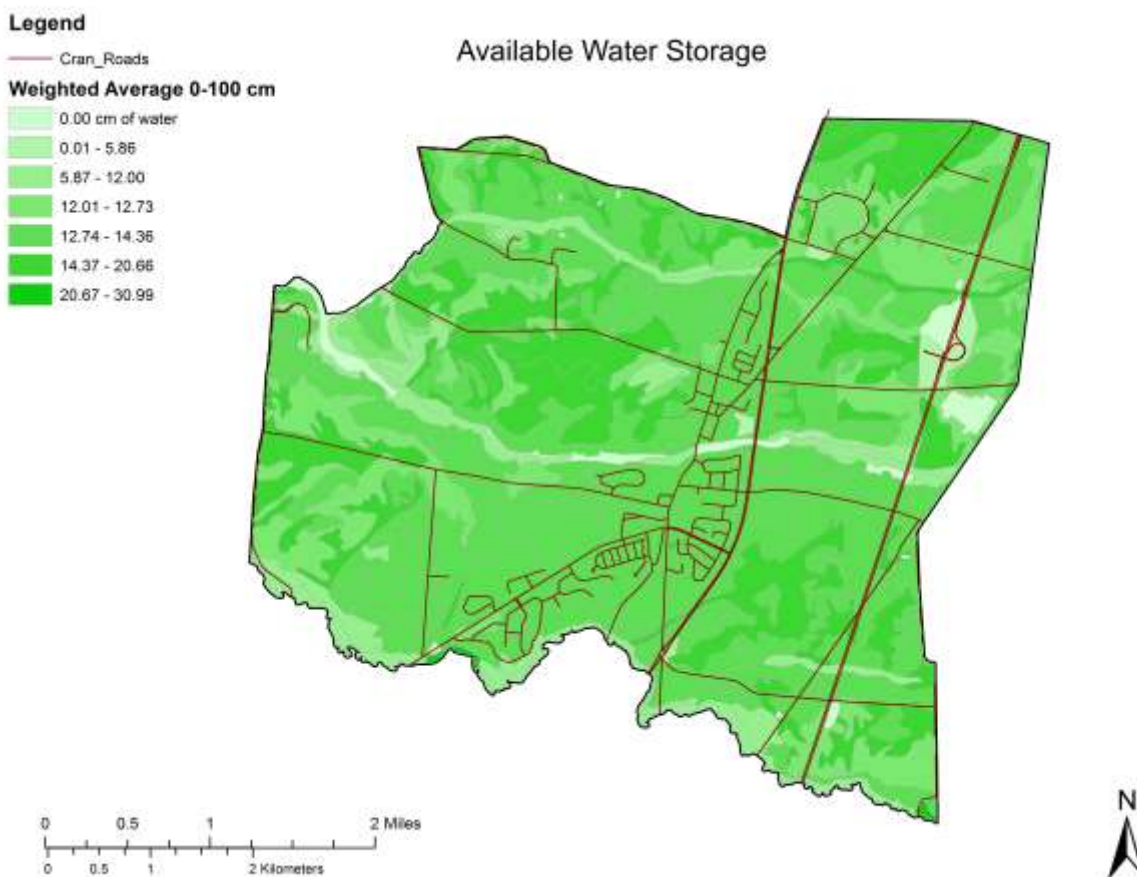 Legend
Cran_Roads
Weighted Average 0-100 cm
0.00 cm of water
0.01 - 5.86
5.87 - 12.00
12.01 - 12.73
12.74 - 14.36
14.37 - 20.66
20.67 - 30.99
Available Water Storage
0 0.5 1 2 Miles
0 0.5 1 2 Kilometers
N